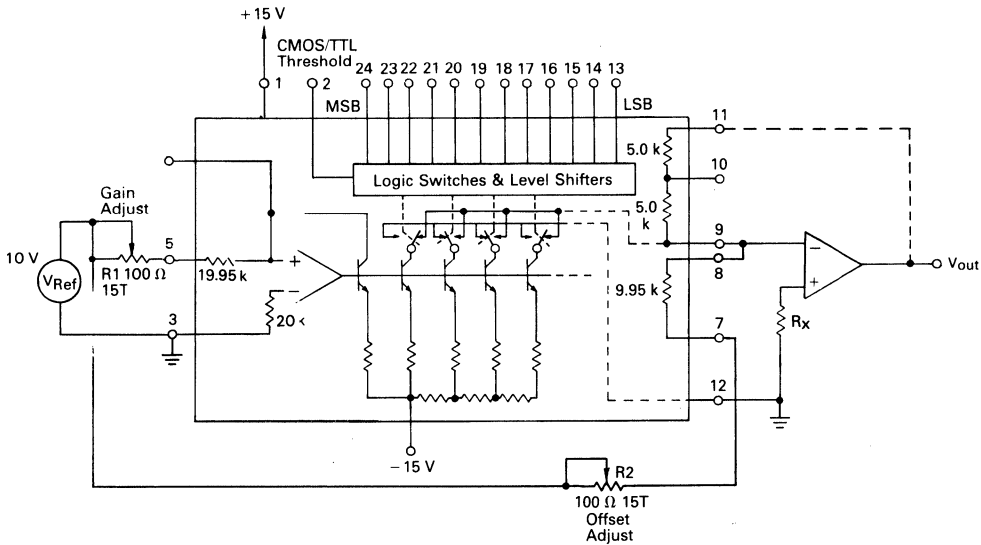 +15 V
CMOS/TTL
Threshold
1
2
24 23 22 21 20 19 18 17 16 15 14 13
MSB
LSB
Logic Switches & Level Shifters
11
5.0 k
10
5.0
k
9
8
9.95 k
7
12
Gain
Adjust
10 V
VRef
R1 100 Ω
15T
5
19.95 k
+
−
20
3
−15 V
−
+
Vout
Rx
R2
100 Ω 15T
Offset
Adjust